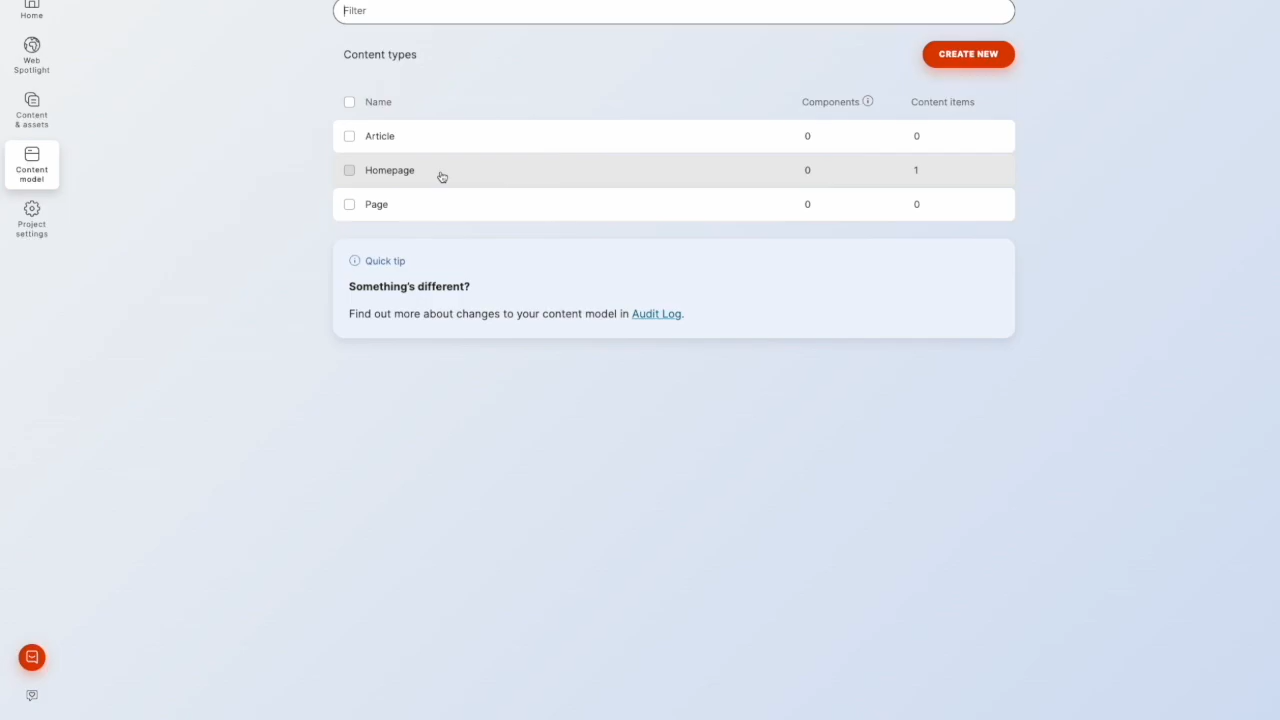 Home
Web
Spotlight
Content
& assets
Content
model
Project
settings
Filter
Content types
CREATE NEW
Name Components Content items
Article 0 0
Homepage 0 1
Page 0 0
Quick tip
Something's different?
Find out more about changes to your content model in Audit Log.